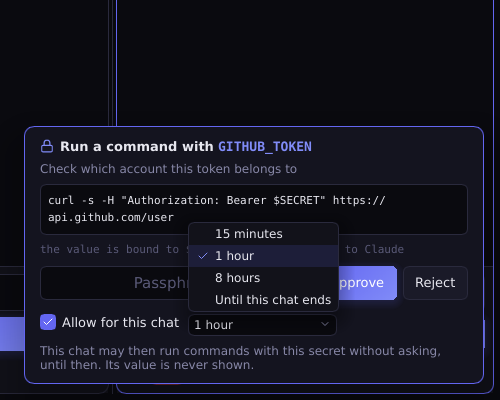 Run a command with GITHUB_TOKEN
Check which account this token belongs to
curl -s -H "Authorization: Bearer $SECRET" https://
api.github.com/user
the value is bound to
to Claude
15 minutes
1 hour
8 hours
Until this chat ends
Reject
Allow for this chat
1 hour
This chat may then run commands with this secret without asking,
until then. Its value is never shown.